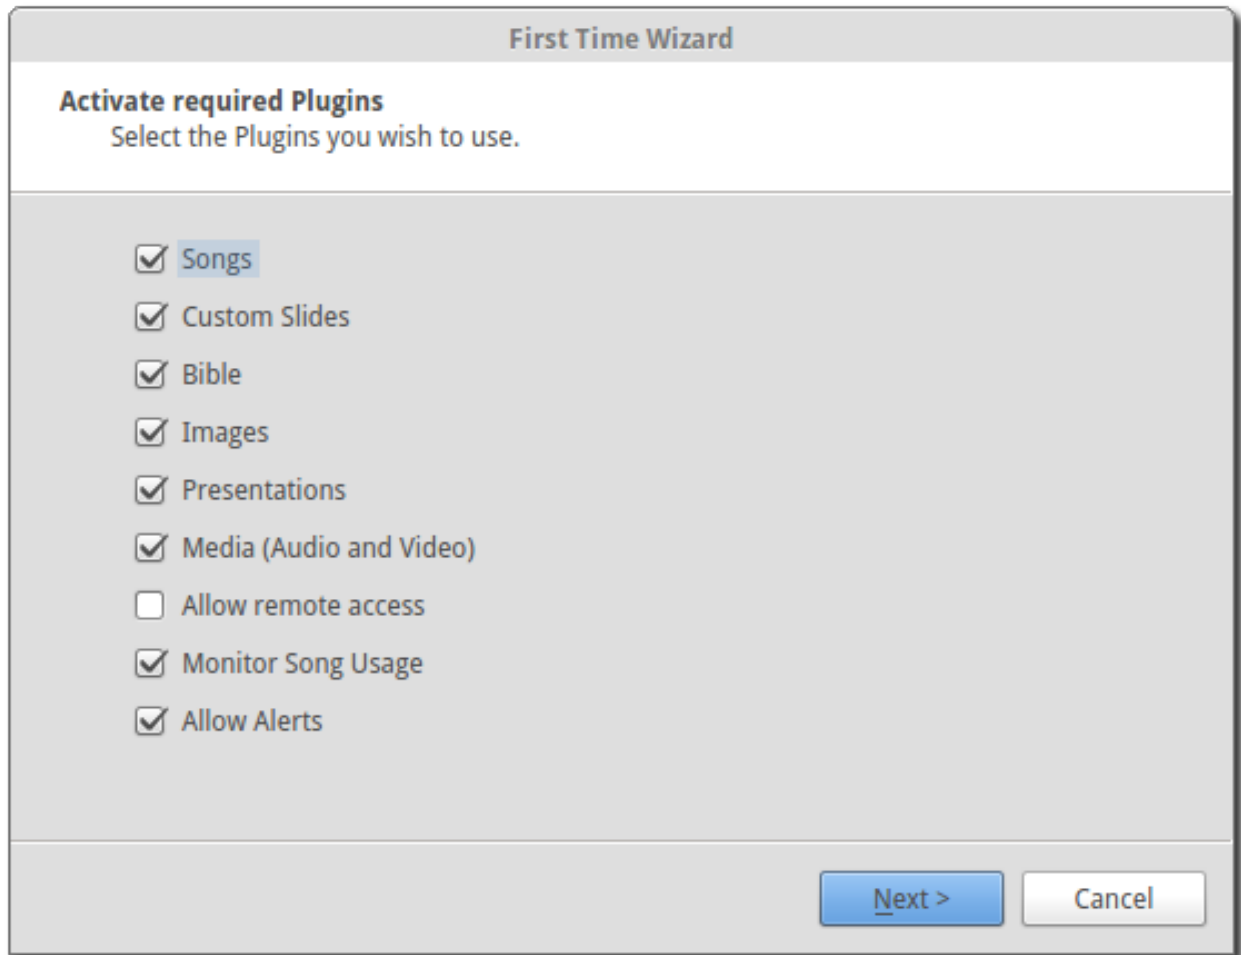 First Time Wizard
Activate required Plugins
Select the Plugins you wish to use.
Songs
Custom Slides
Bible
Images
Presentations
Media (Audio and Video)
Allow remote access
Monitor Song Usage
Allow Alerts
Next >
Cancel